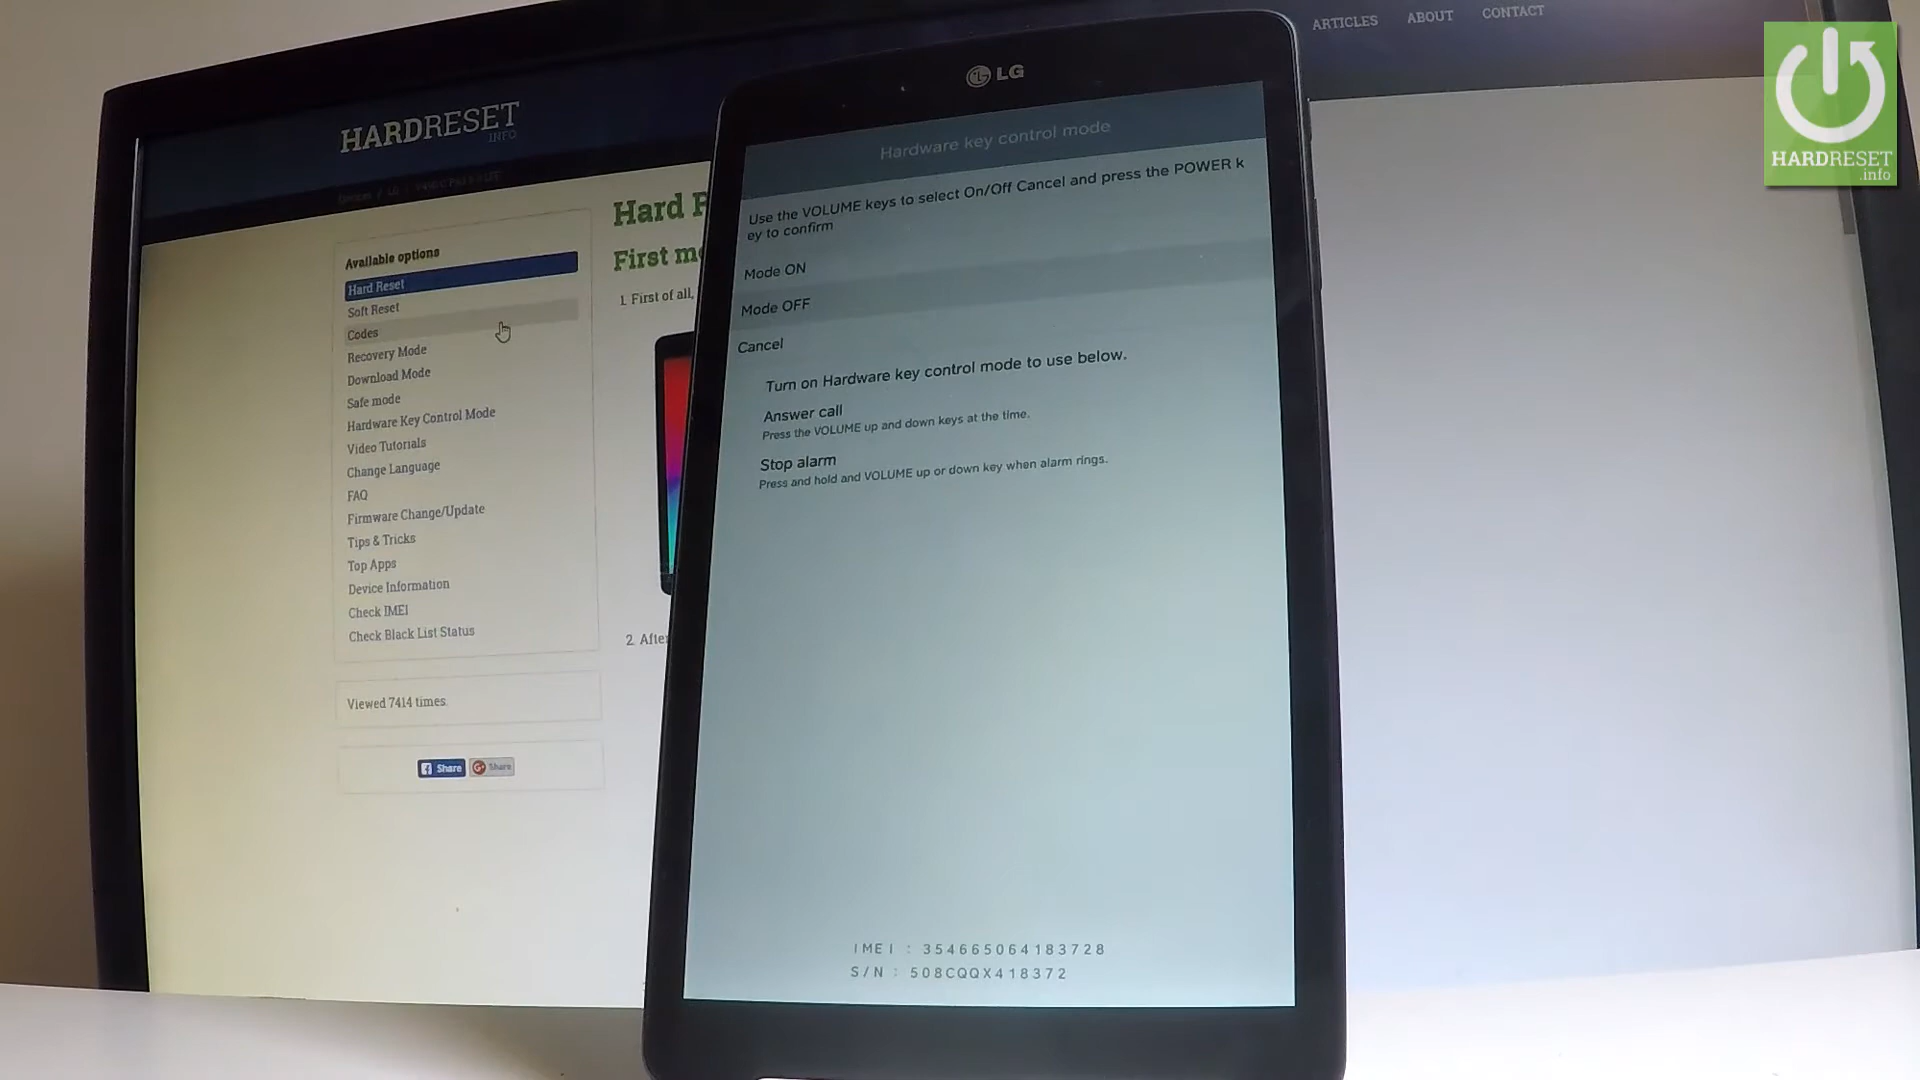 ARTICLES ABOUT CONTACT
HARDRESET
.info
HARDRESET
INFO
Available options
Hard Reset
Soft Reset
Codes
Recovery Mode
Download Mode
Safe mode
Hardware Key Control Mode
Video Tutorials
Change Language
FAQ
Firmware Change/Update
Tips & Tricks
Top Apps
Device Information
Check IMEI
Check Black List Status
Viewed 7414 times.
Share
Share
Hard
First
1. First of all,
2. After
LG
Hardware key control mode
Use the VOLUME keys to select On/Off Cancel and press the POWER k
ey to confirm
Mode ON
Mode OFF
Cancel
Turn on Hardware key control mode to use below.
Answer call
Press the VOLUME up and down keys at the time.
Stop alarm
Press and hold and VOLUME up or down key when alarm rings.
IMEI : 354665064183728
S/N : 508CQQX418372